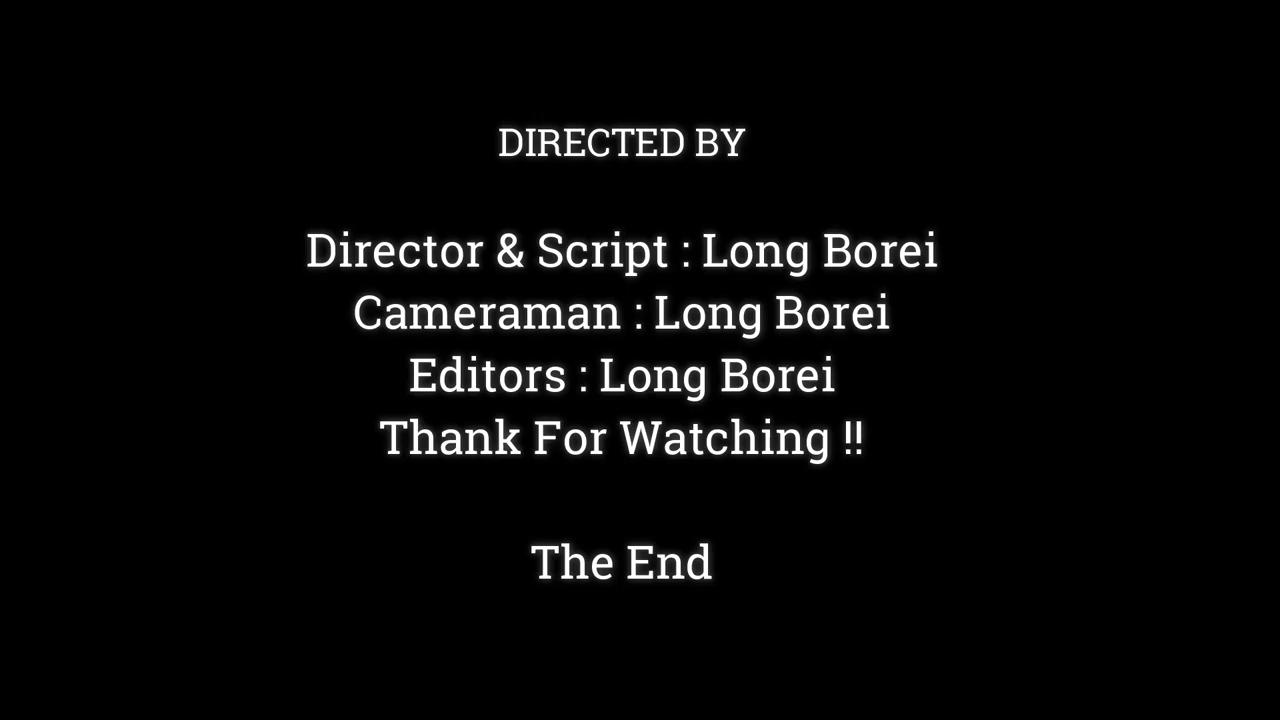 DIRECTED BY
Director & Script : Long Borei
Cameraman : Long Borei
Editors : Long Borei
Thank For Watching !!
The End